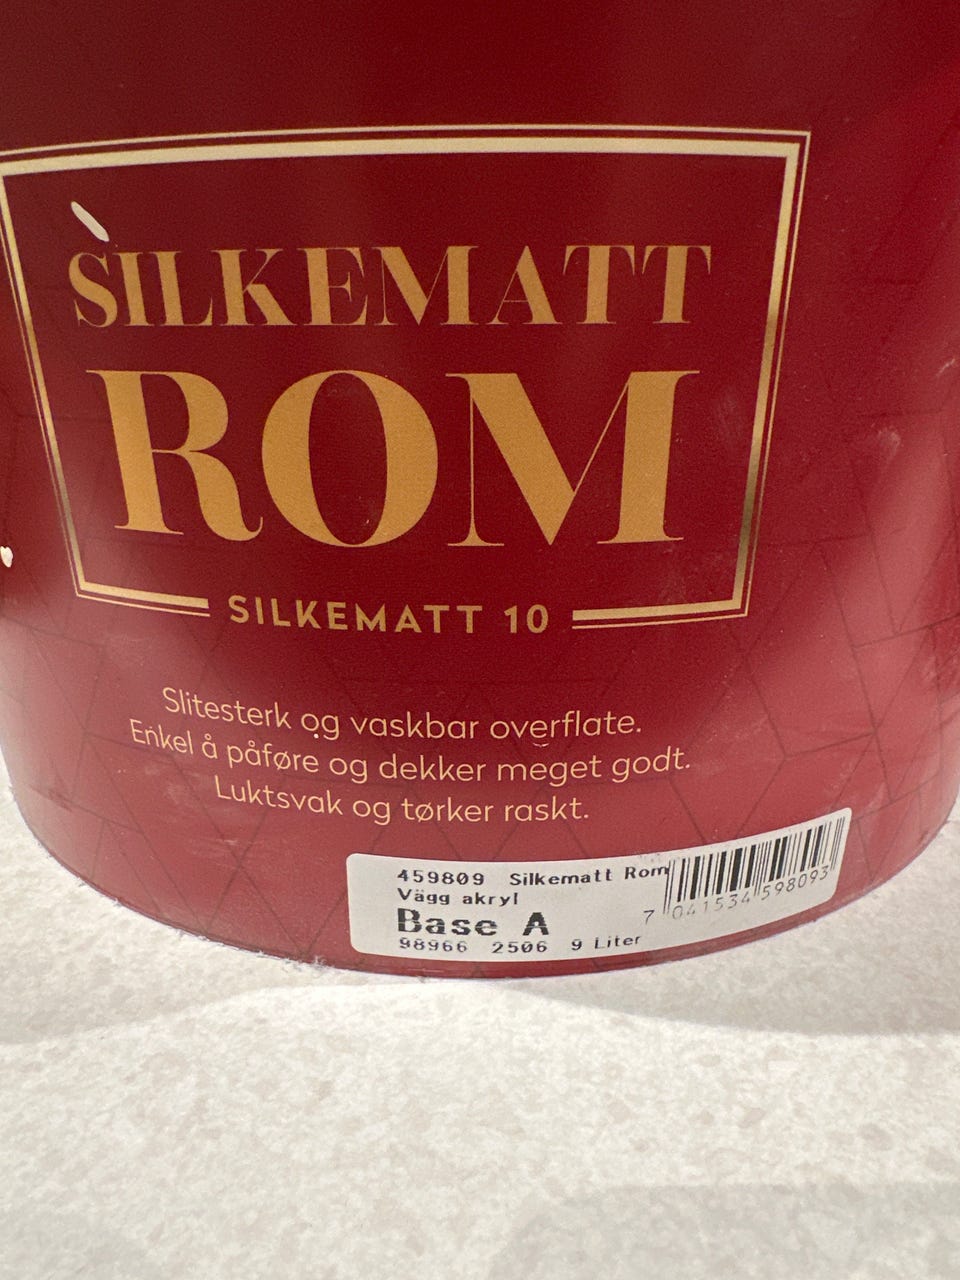 SILKEMATT
ROM
SILKEMATT 10
Slitesterk og vaskbar overflate.
Enkel å påføre og dekker meget godt.
Luktsvak og tørker raskt.
459809 Silkematt Rom
Vägg akryl
Base A
98966 2506 9 Liter
7 041534 598093